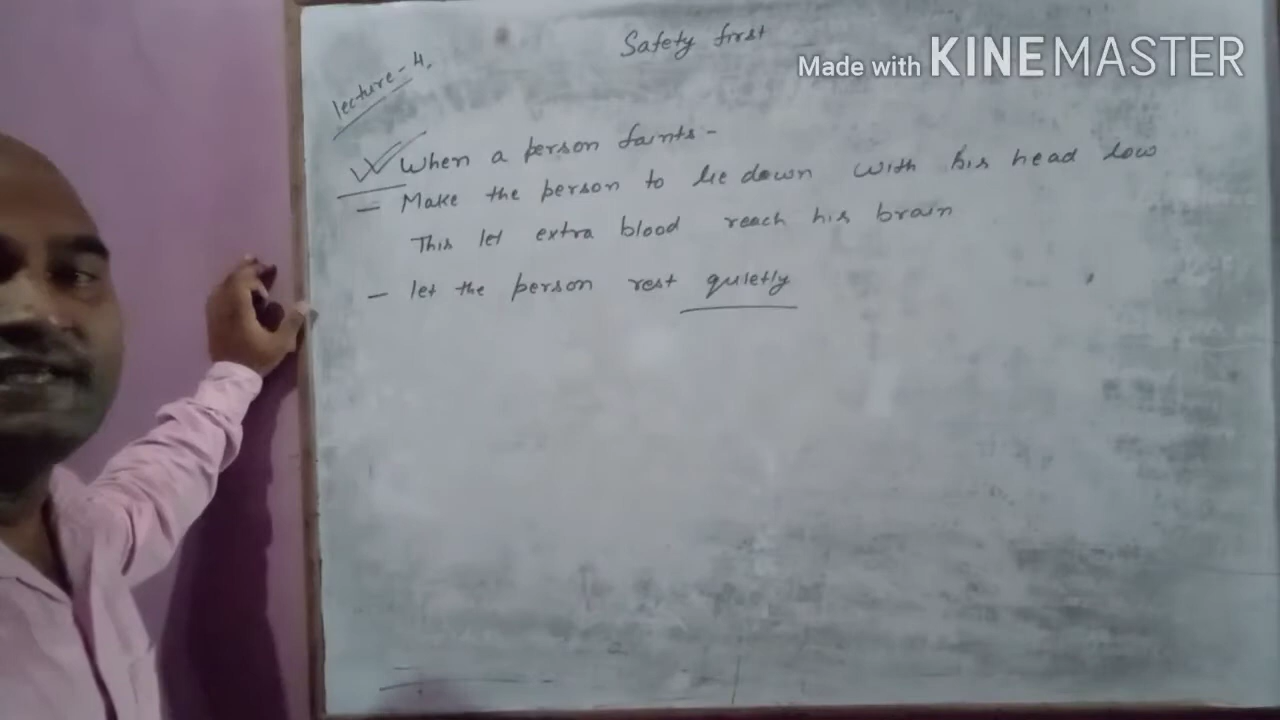 Safety first
Made with KINEMASTER
lecture-4.
When a person faints-
- Make the person to lie down with his head low
This let extra blood reach his brain
- let the person rest quietly